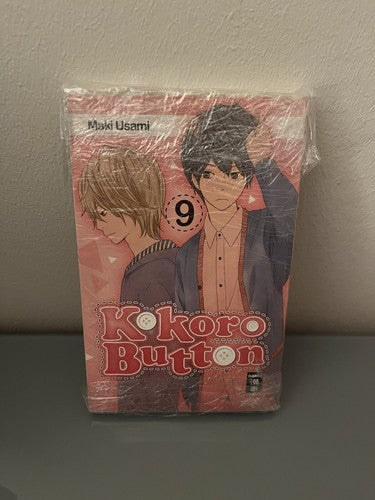 Maki Usami
9
Kokoro
Button